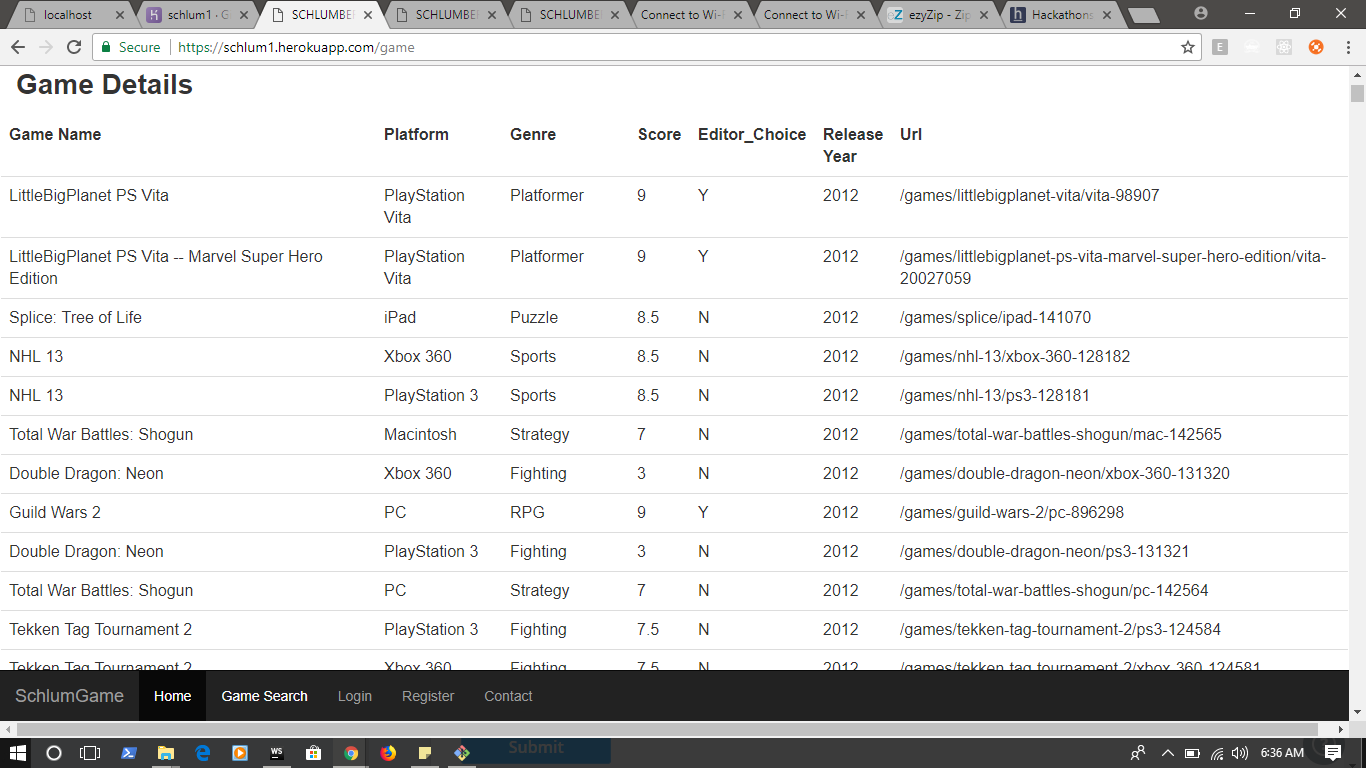 localhost
schlum1 · G
SCHLUMBE
SCHLUMBE
SCHLUMBE
Connect to Wi-F
Connect to Wi-F
ezyZip - Zip
Hackathons
Secure https://schlum1.herokuapp.com/game
Game Details
Game Name Platform Genre Score Editor_Choice Release Year Url
LittleBigPlanet PS Vita PlayStation Vita Platformer 9 Y 2012 /games/littlebigplanet-vita/vita-98907
LittleBigPlanet PS Vita -- Marvel Super Hero Edition PlayStation Vita Platformer 9 Y 2012 /games/littlebigplanet-ps-vita-marvel-super-hero-edition/vita-20027059
Splice: Tree of Life iPad Puzzle 8.5 N 2012 /games/splice/ipad-141070
NHL 13 Xbox 360 Sports 8.5 N 2012 /games/nhl-13/xbox-360-128182
NHL 13 PlayStation 3 Sports 8.5 N 2012 /games/nhl-13/ps3-128181
Total War Battles: Shogun Macintosh Strategy 7 N 2012 /games/total-war-battles-shogun/mac-142565
Double Dragon: Neon Xbox 360 Fighting 3 N 2012 /games/double-dragon-neon/xbox-360-131320
Guild Wars 2 PC RPG 9 Y 2012 /games/guild-wars-2/pc-896298
Double Dragon: Neon PlayStation 3 Fighting 3 N 2012 /games/double-dragon-neon/ps3-131321
Total War Battles: Shogun PC Strategy 7 N 2012 /games/total-war-battles-shogun/pc-142564
Tekken Tag Tournament 2 PlayStation 3 Fighting 7.5 N 2012 /games/tekken-tag-tournament-2/ps3-124584
Tekken Tag Tournament 2 Xbox 360 Fighting 7.5 N 2012 /games/tekken-tag-tournament-2/xbox-360-124581
SchlumGame Home Game Search Login Register Contact
Submit
6:36 AM